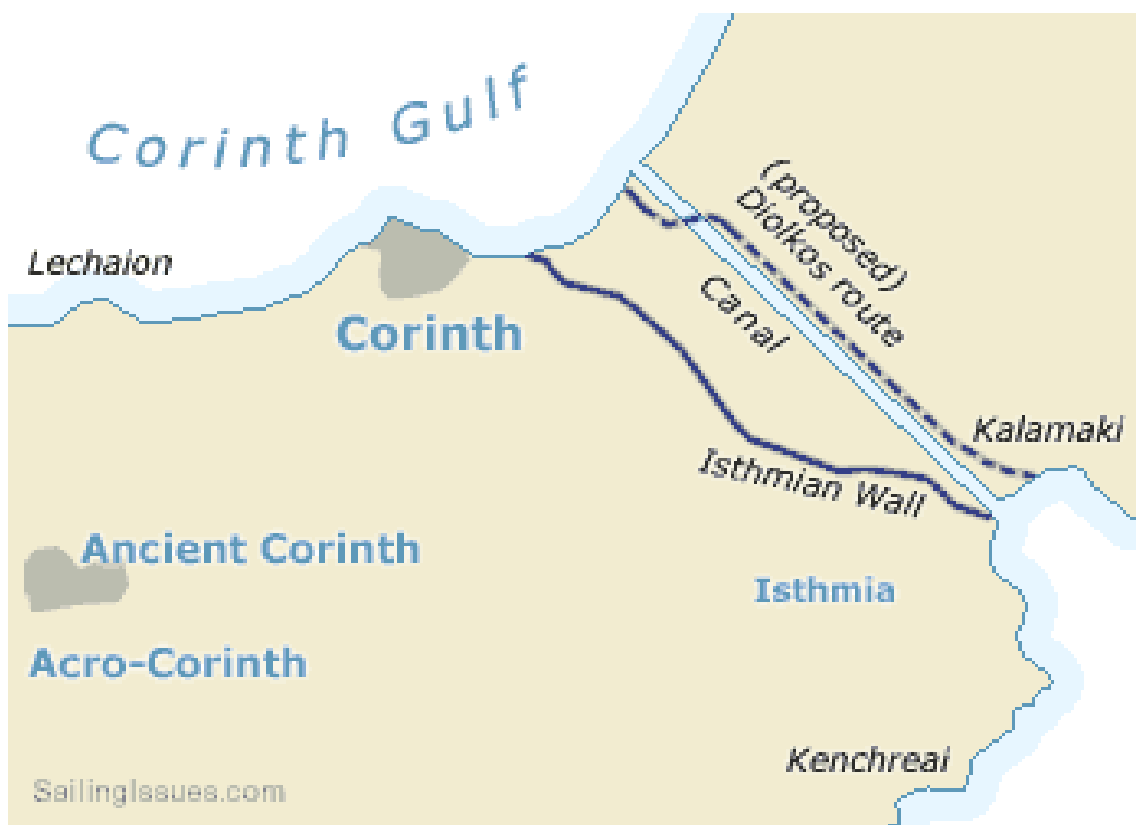 Corinth Gulf
(proposed)
Diolkos route
Lechaion
Canal
Corinth
Kalamaki
Isthmian Wall
Ancient Corinth
Isthmia
Acro-Corinth
Kenchreai
SailingIssues.com